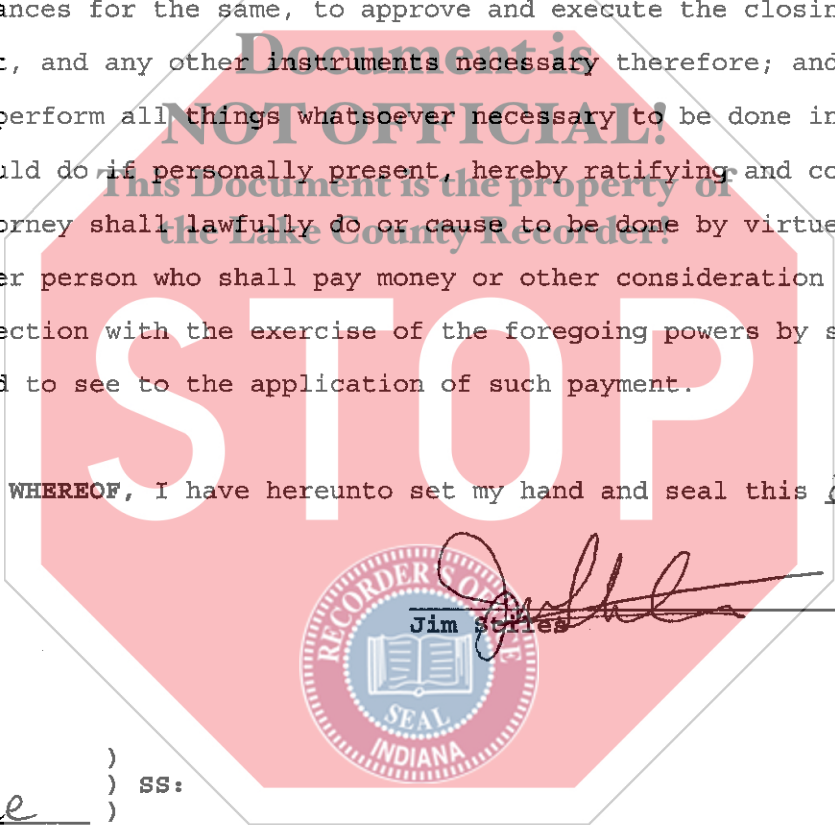 ances for the same, to approve and execute the closin
Document is
t, and any other instruments necessary therefore; and
NOT OFFICIAL!
perform all things whatsoever necessary to be done in
This Document is the property of
uld do if personally present, hereby ratifying and co
the Lake County Recorder!
orney shall lawfully do or cause to be done by virtue
er person who shall pay money or other consideration
ection with the exercise of the foregoing powers by s
d to see to the application of such payment.
STOP
WHEREOF, I have hereunto set my hand and seal this
Jim Stiles
RECORDER'S OFFICE
SEAL
INDIANA
)
) SS:
)